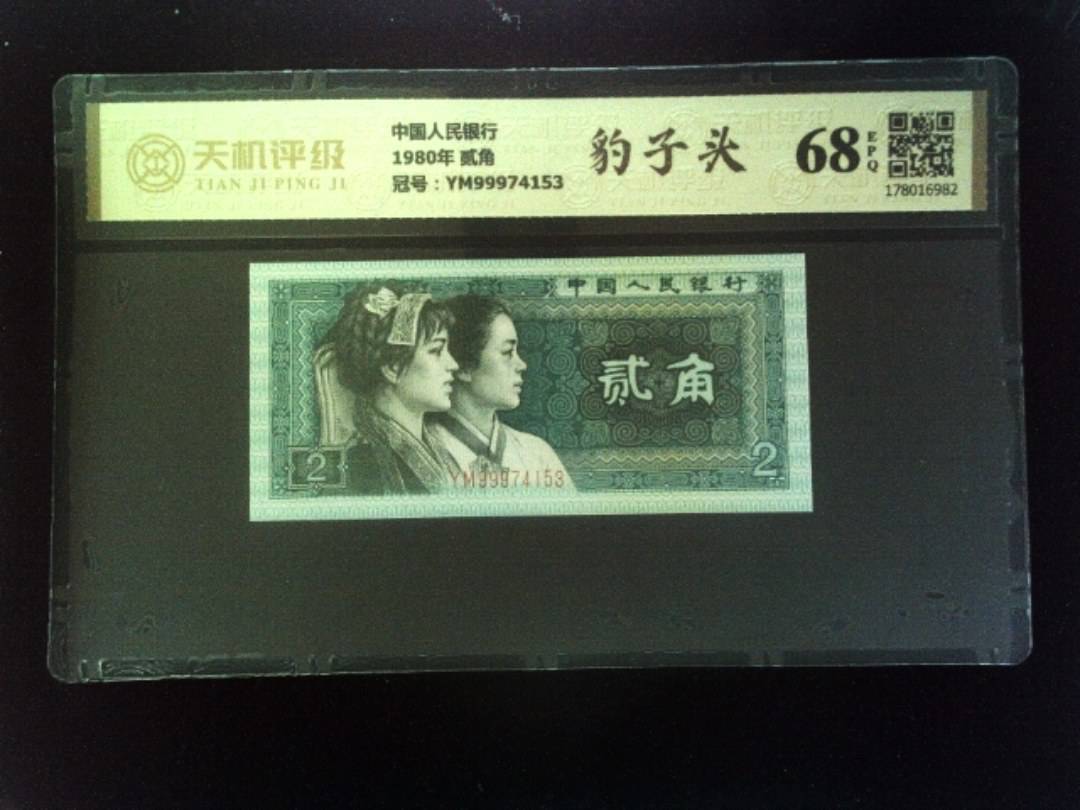 天机评级
TIAN JI PING JI
中国人民银行
1980年 贰角
冠号：YM99974153
豹子头
68
EPQ
178016982
中国人民银行
贰角
2
2
YM99974153